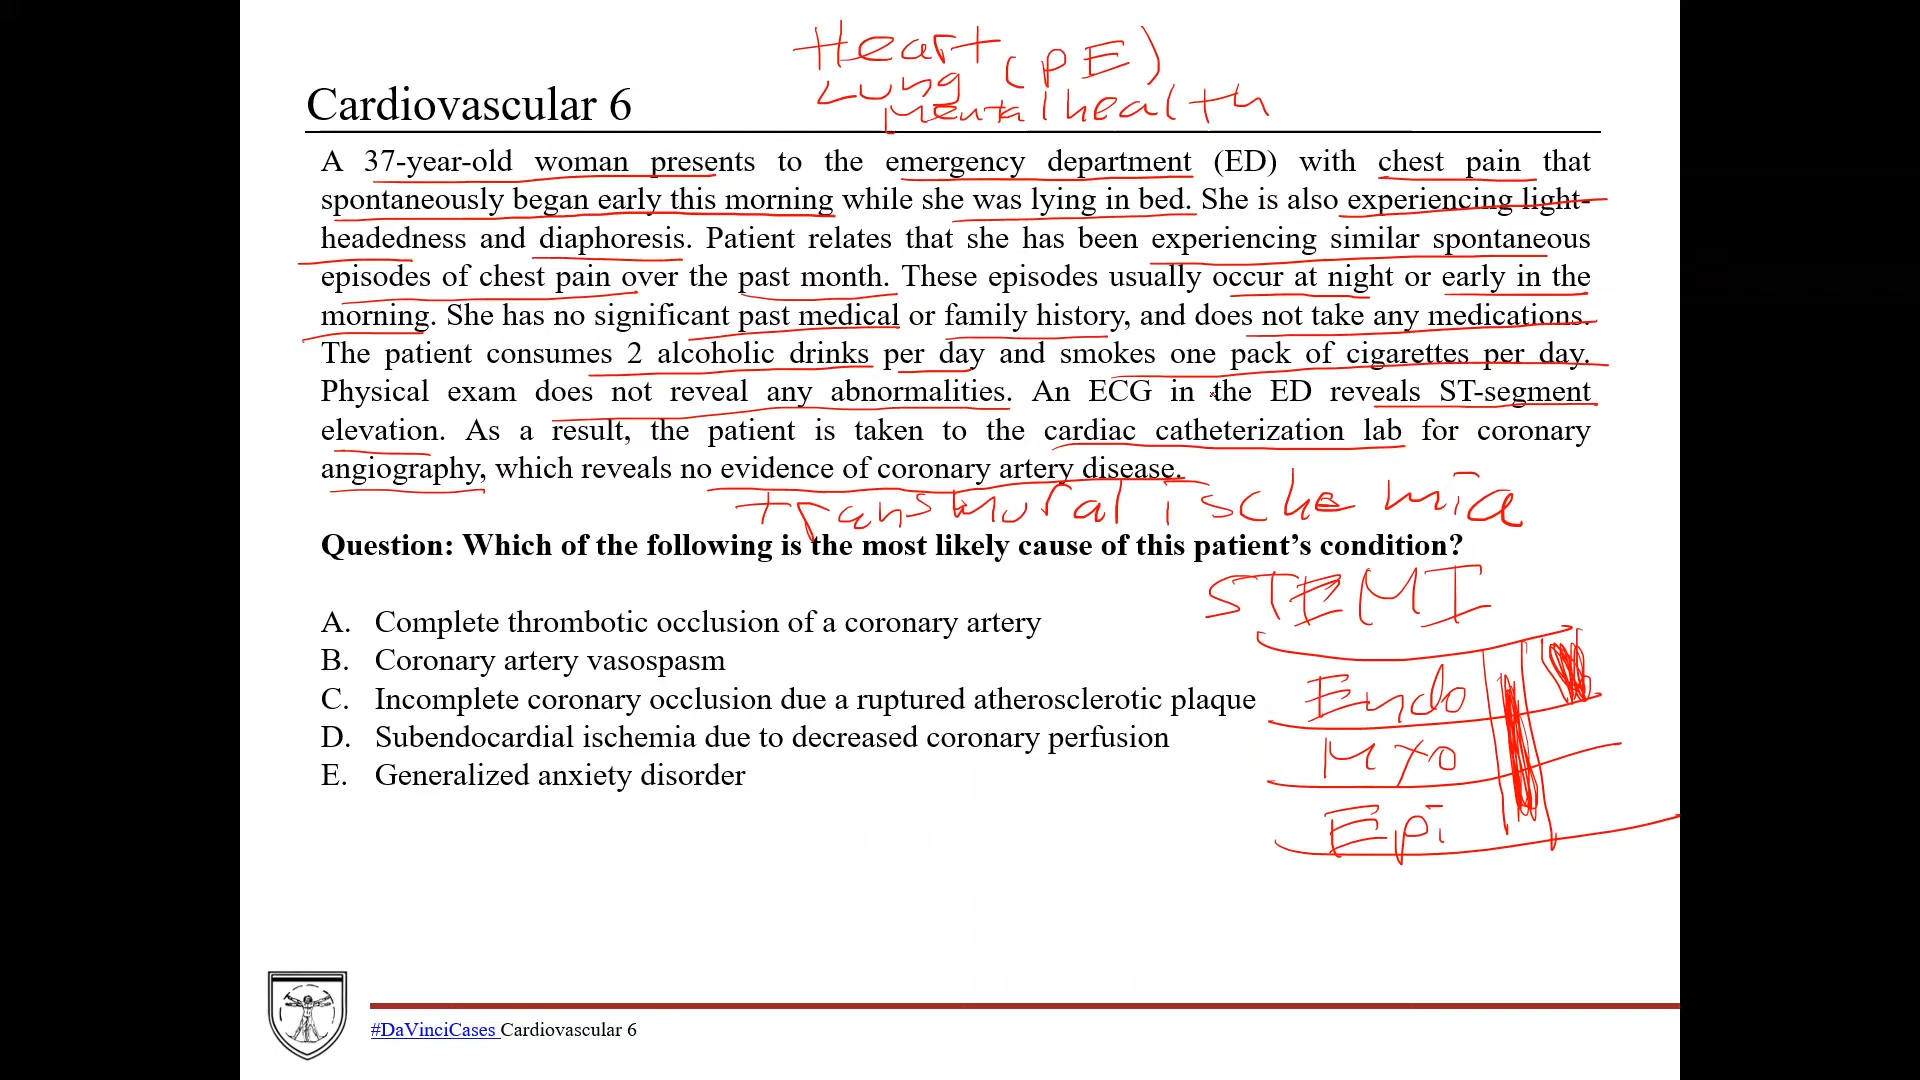 Heart
Lung (PE)
Mental health
Cardiovascular 6
A 37-year-old woman presents to the emergency department (ED) with chest pain that
spontaneously began early this morning while she was lying in bed. She is also experiencing light-
headedness and diaphoresis. Patient relates that she has been experiencing similar spontaneous
episodes of chest pain over the past month. These episodes usually occur at night or early in the
morning. She has no significant past medical or family history, and does not take any medications.
The patient consumes 2 alcoholic drinks per day and smokes one pack of cigarettes per day.
Physical exam does not reveal any abnormalities. An ECG in the ED reveals ST-segment
elevation. As a result, the patient is taken to the cardiac catheterization lab for coronary
angiography, which reveals no evidence of coronary artery disease.
transmural ischemia
Question: Which of the following is the most likely cause of this patient's condition?
STEMI
A. Complete thrombotic occlusion of a coronary artery
B. Coronary artery vasospasm
C. Incomplete coronary occlusion due a ruptured atherosclerotic plaque
D. Subendocardial ischemia due to decreased coronary perfusion
E. Generalized anxiety disorder
Endo
Myo
Epi
#DaVinciCases Cardiovascular 6